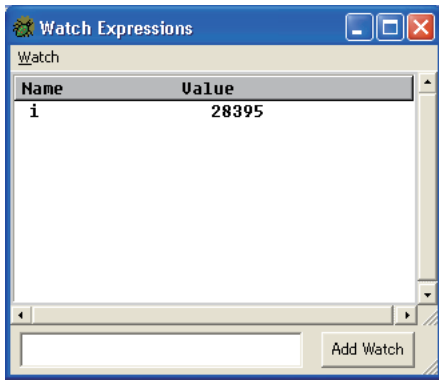 Watch Expressions
Watch
Name Value
i 28395
Add Watch